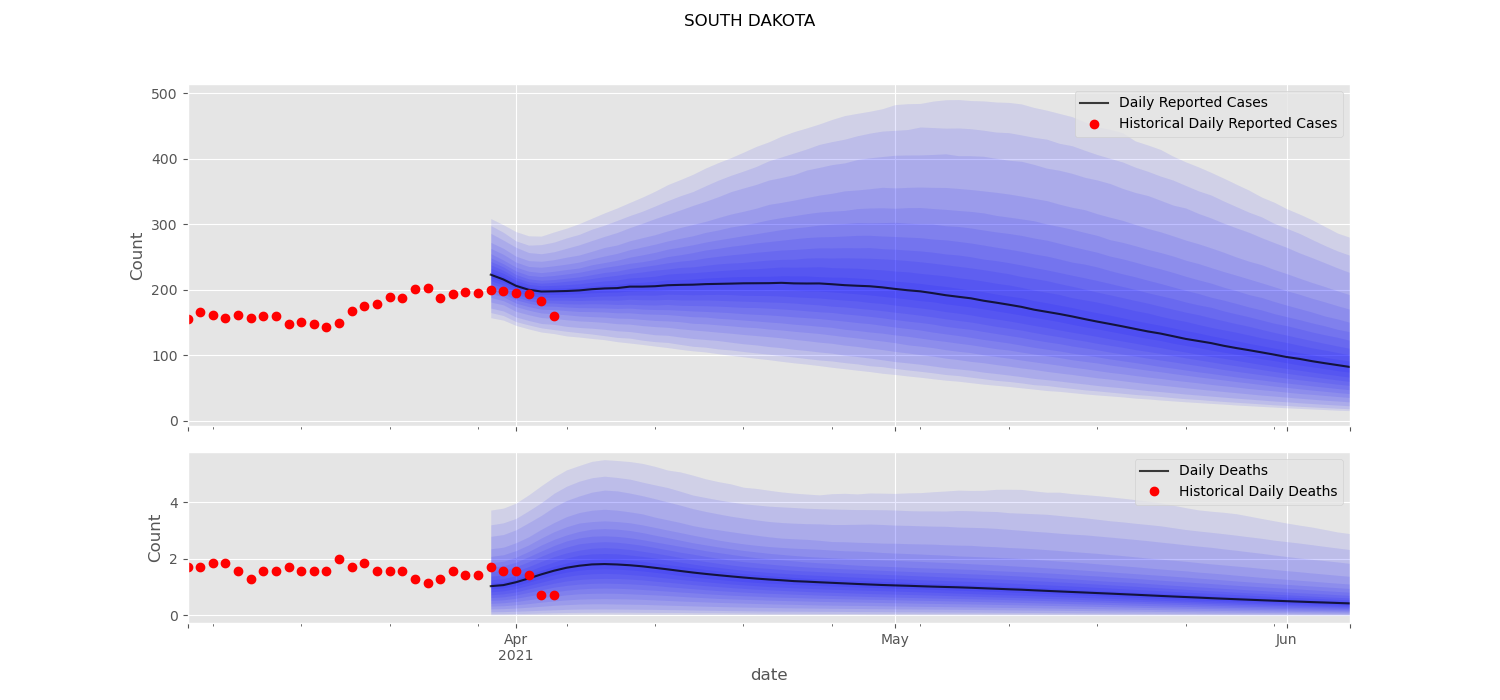 SOUTH DAKOTA
500
400
300
200
100
0
Count
Daily Reported Cases
Historical Daily Reported Cases
4
2
0
Count
Daily Deaths
Historical Daily Deaths
Apr
2021
May
Jun
date